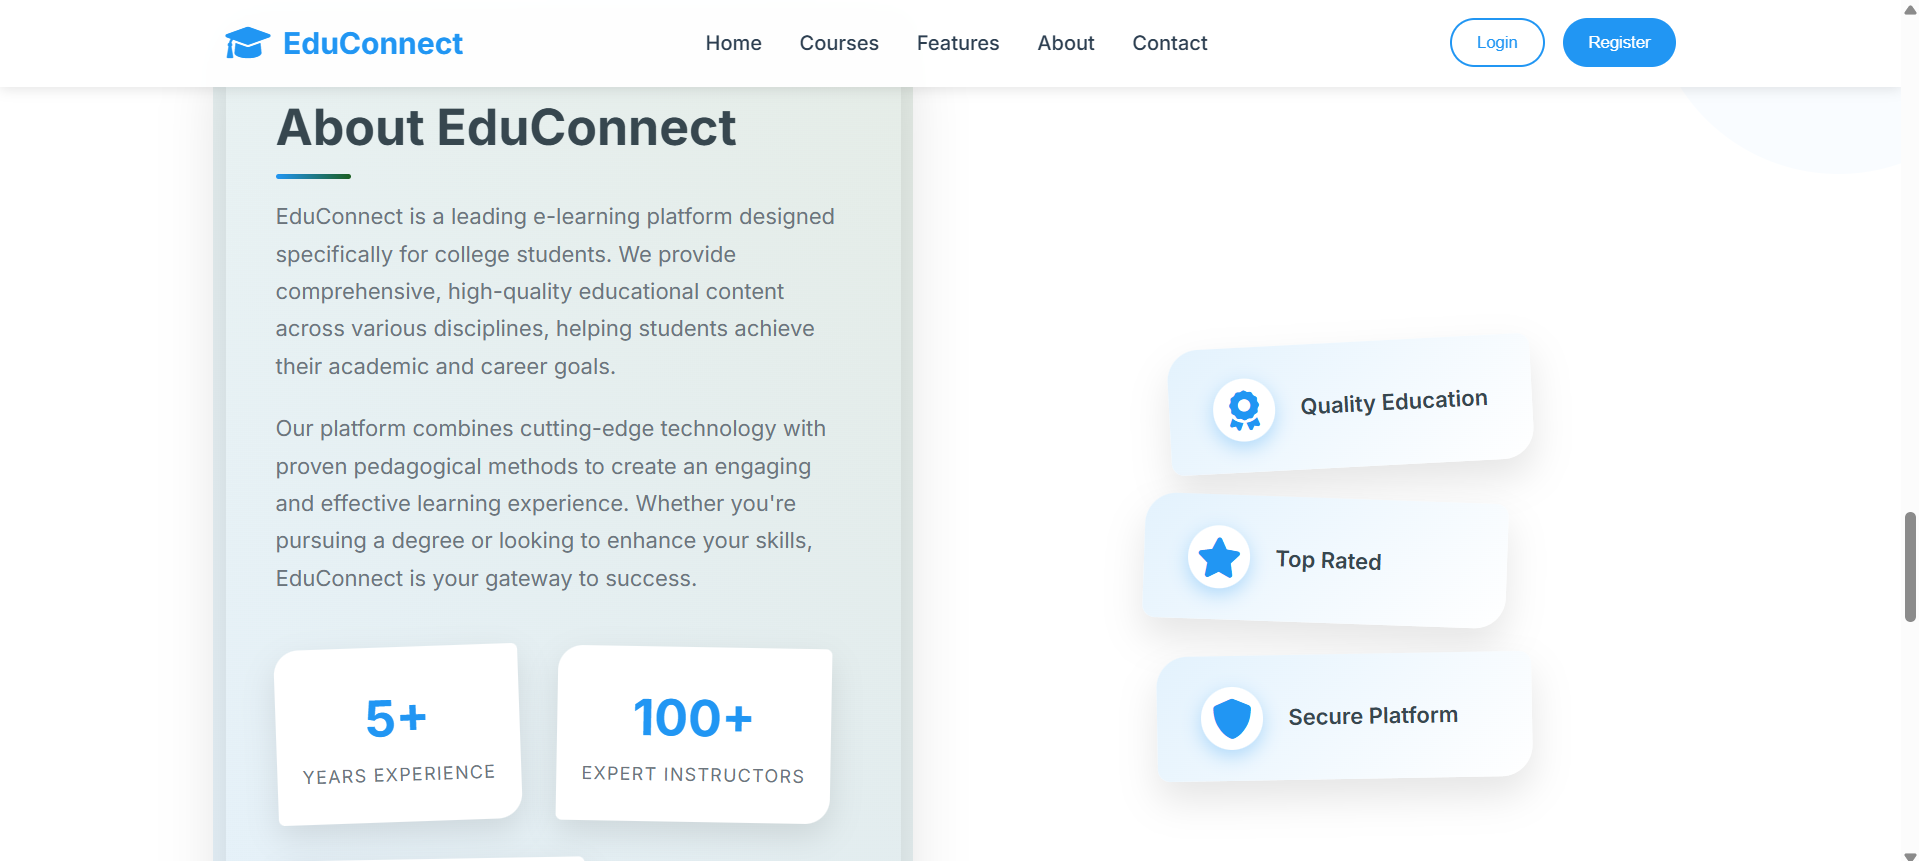 EduConnect
Home
Courses
Features
About
Contact
Login
Register
About EduConnect
EduConnect is a leading e-learning platform designed
specifically for college students. We provide
comprehensive, high-quality educational content
across various disciplines, helping students achieve
their academic and career goals.
Our platform combines cutting-edge technology with
proven pedagogical methods to create an engaging
and effective learning experience. Whether you're
pursuing a degree or looking to enhance your skills,
EduConnect is your gateway to success.
5+
YEARS EXPERIENCE
100+
EXPERT INSTRUCTORS
Quality Education
Top Rated
Secure Platform